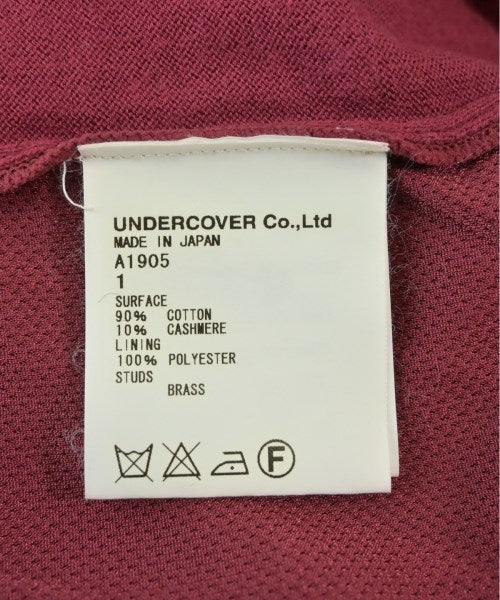 UNDERCOVER Co.,Ltd
MADE IN JAPAN
A1905
1
SURFACE
90% COTTON
10% CASHMERE
LINING
100% POLYESTER
STUDS
BRASS
F